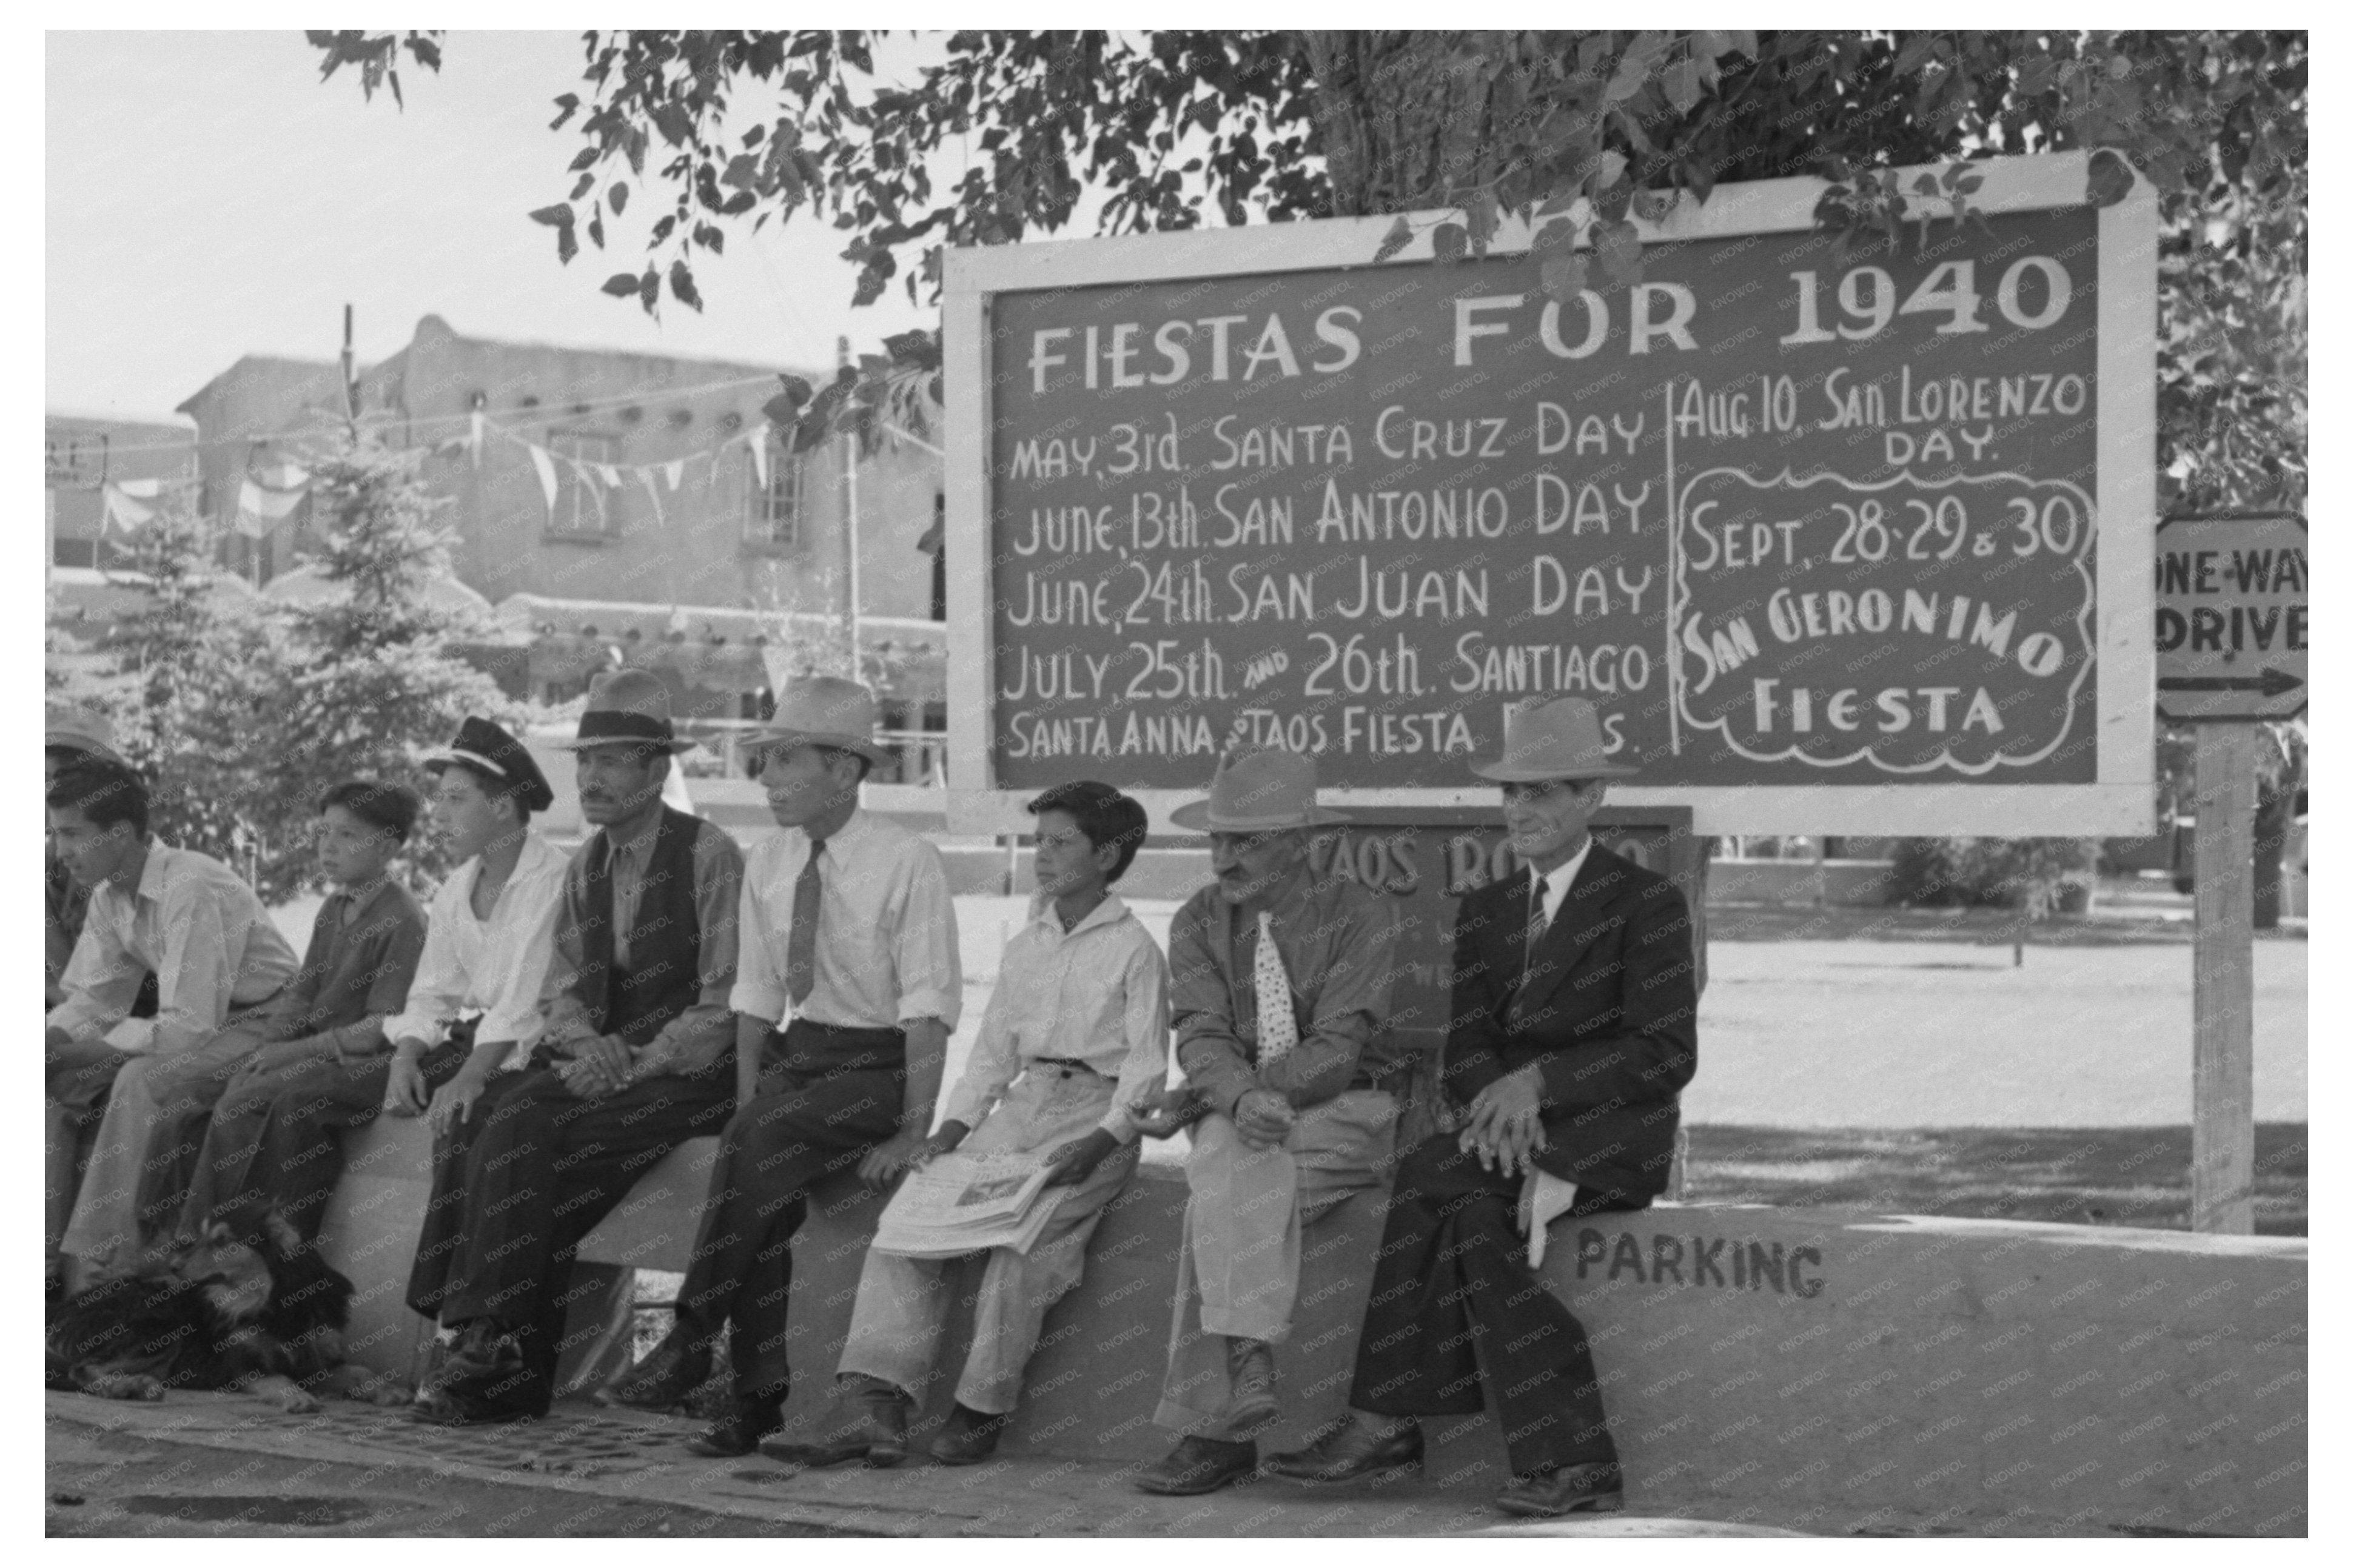 FIESTAS FOR 1940
MAY, 3rd. SANTA CRUZ DAY
JUNE, 13th. SAN ANTONIO DAY
JUNE, 24th. SAN JUAN DAY
JULY, 25th. AND 26th. SANTIAGO
SANTA ANNA TAOS FIESTA
AUG 10, SAN LORENZO
DAY.
SEPT, 28-29 & 30
SAN GERONIMO
FIESTA
ONE-WAY
DRIVE
TAOS
PARKING
KNOWOL